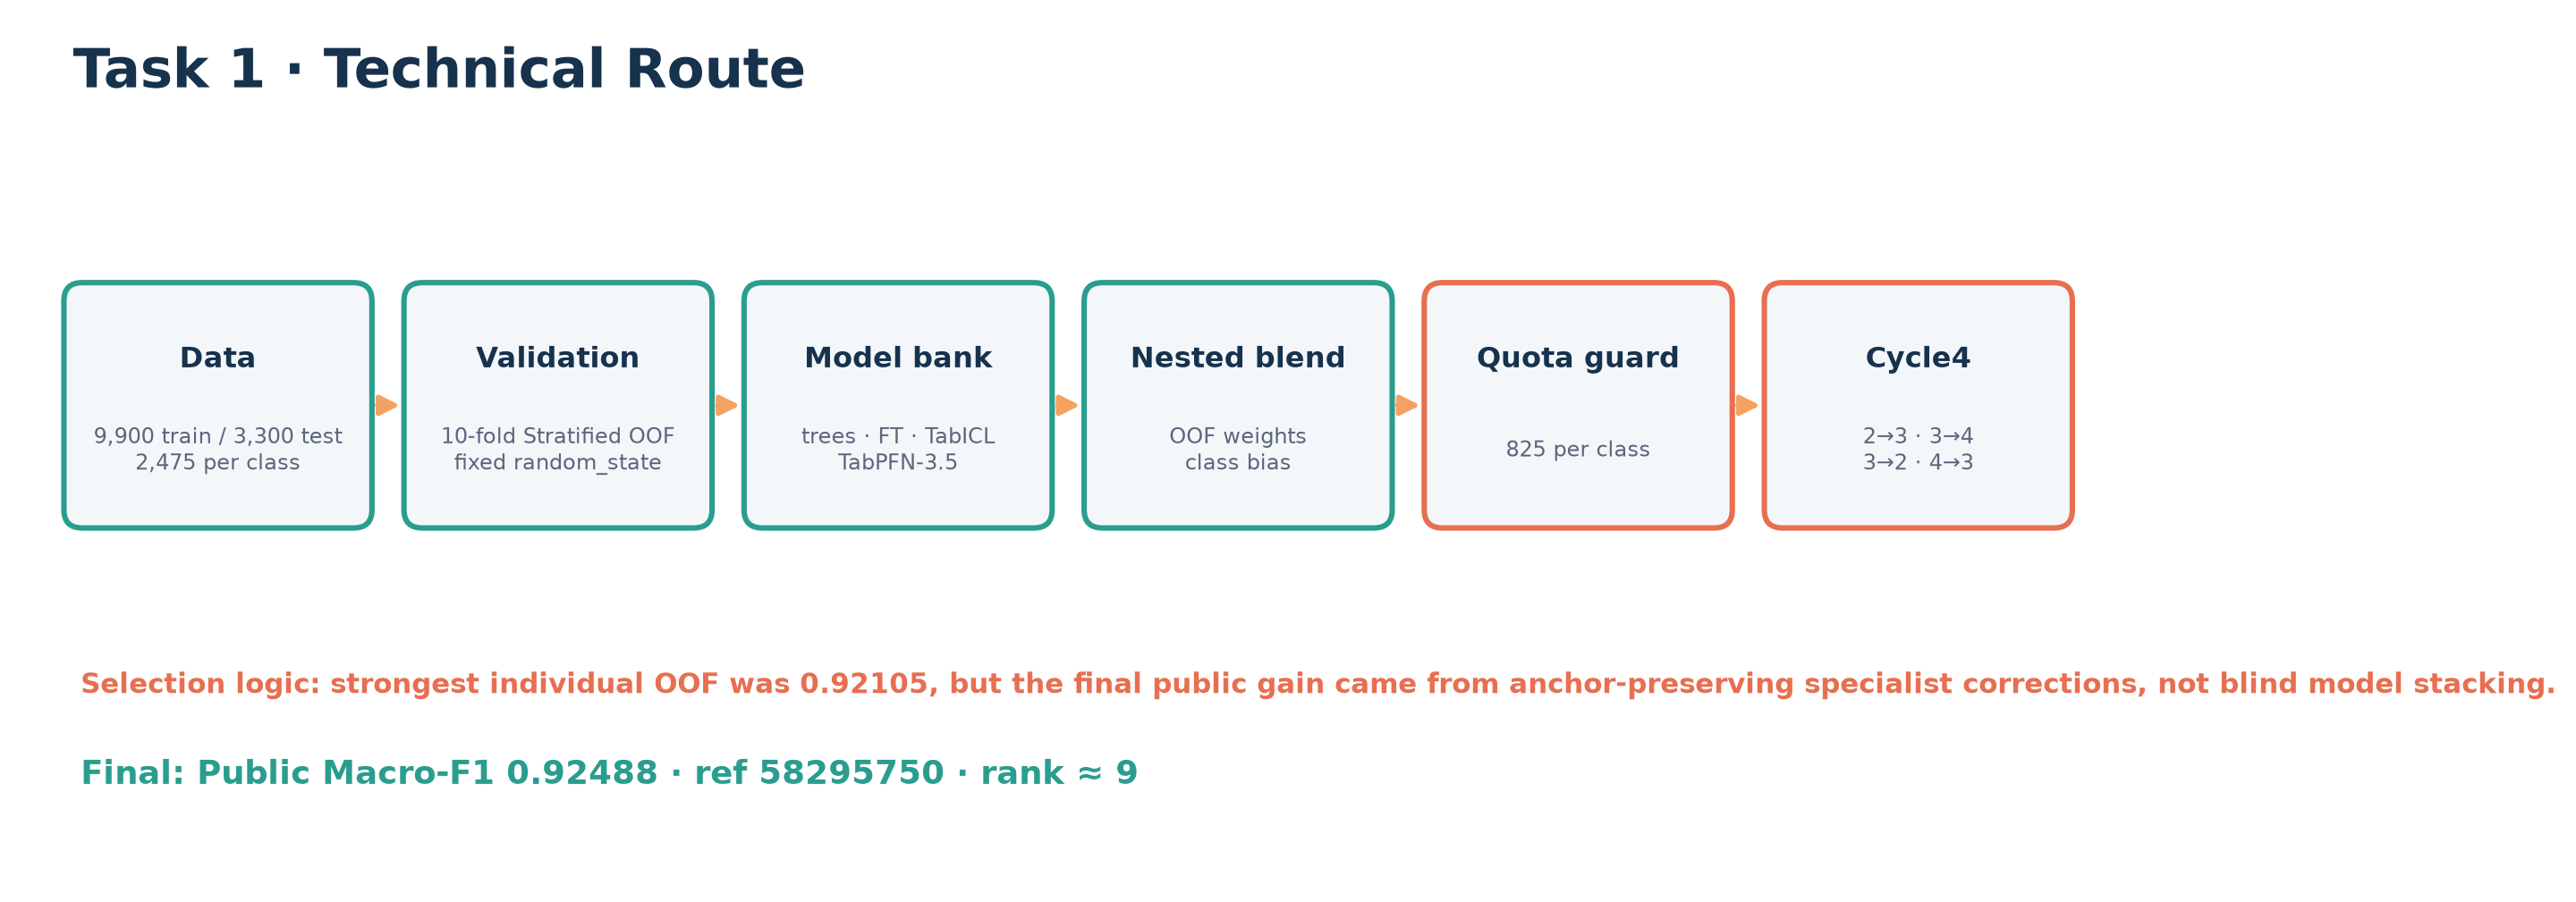 Task 1 · Technical Route
Data
9,900 train / 3,300 test
2,475 per class
Validation
10-fold Stratified OOF
fixed random_state
Model bank
trees · FT · TabICL
TabPFN-3.5
Nested blend
OOF weights
class bias
Quota guard
825 per class
Cycle4
2→3 · 3→4
3→2 · 4→3
Selection logic: strongest individual OOF was 0.92105, but the final public gain came from anchor-preserving specialist corrections, not blind model stacking.
Final: Public Macro-F1 0.92488 · ref 58295750 · rank ≈ 9